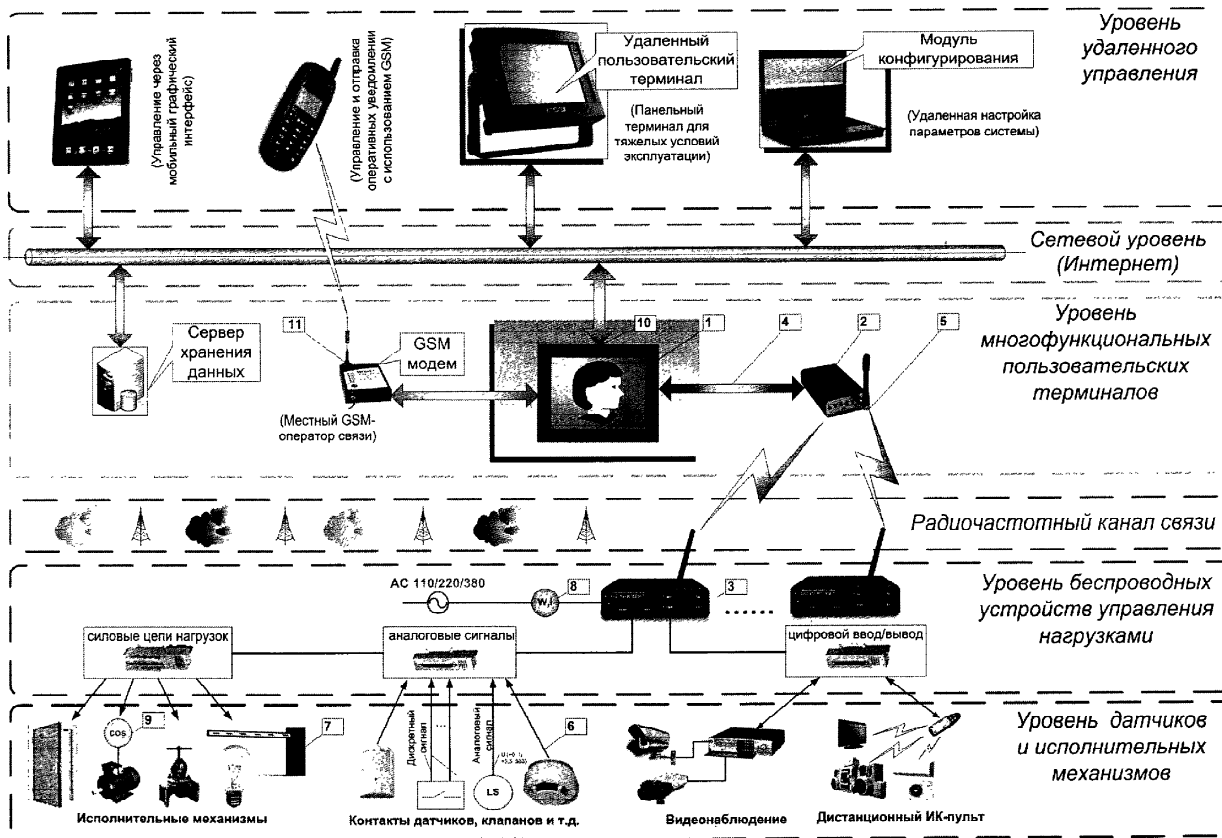 Уровень
удаленного
управления
(Управление через
мобильный графический
интерфейс)
(Управление и отправка
оперативных уведомлении
с использованием GSM)
Удаленный
пользовательский
терминал
(Панельный
терминал для
тяжелых условий
эксплуатации)
Модуль
конфигурирования
(Удаленная настройка
параметров системы)
Сетевой уровень
(Интернет)
Уровень
многофункциональных
пользовательских
терминалов
Сервер
хранения
данных
11
GSM
модем
(Местный GSM-
оператор связи)
10
1
4
2
5
Радиочастотный канал связи
Уровень беспроводных
устройств управления
нагрузками
AC 110/220/380
8
W,I
3
силовые цепи нагрузок
аналоговые сигналы
цифровой ввод/вывод
Уровень датчиков
и исполнительных
механизмов
9
COS
7
Дискретный
сигнал
Аналоговый
сигнал
LS
6
Исполнительные механизмы
Контакты датчиков, клапанов и т.д.
Видеонаблюдение
Дистанционный ИК-пульт